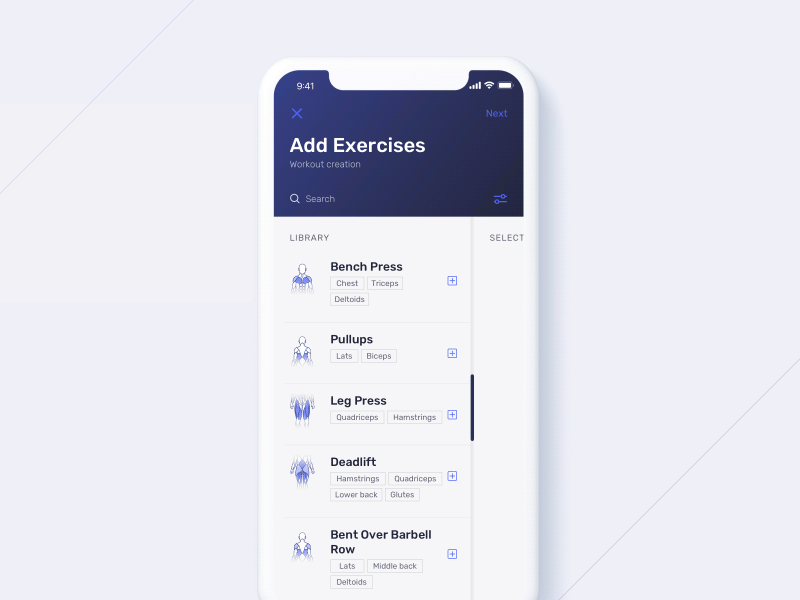 9:41
Next
Add Exercises
Workout creation
Search
LIBRARY
SELECT
Bench Press
Chest Triceps
Deltoids
Pullups
Lats Biceps
Leg Press
Quadriceps Hamstrings
Deadlift
Hamstrings Quadriceps
Lower back Glutes
Bent Over Barbell
Row
Lats Middle back
Deltoids